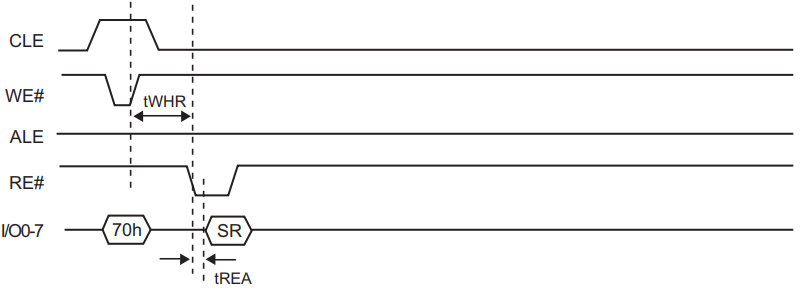 CLE
WE#
tWHR
ALE
RE#
I/O0-7
70h
SR
tREA